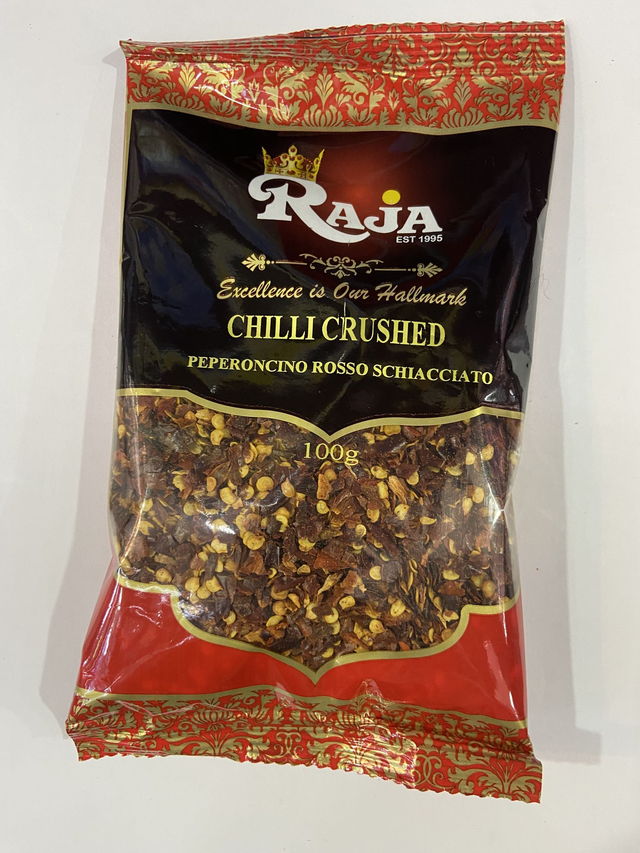 RAJA
EST 1995
Excellence is Our Hallmark
CHILLI CRUSHED
PEPERONCINO ROSSO SCHIACCIATO
100g